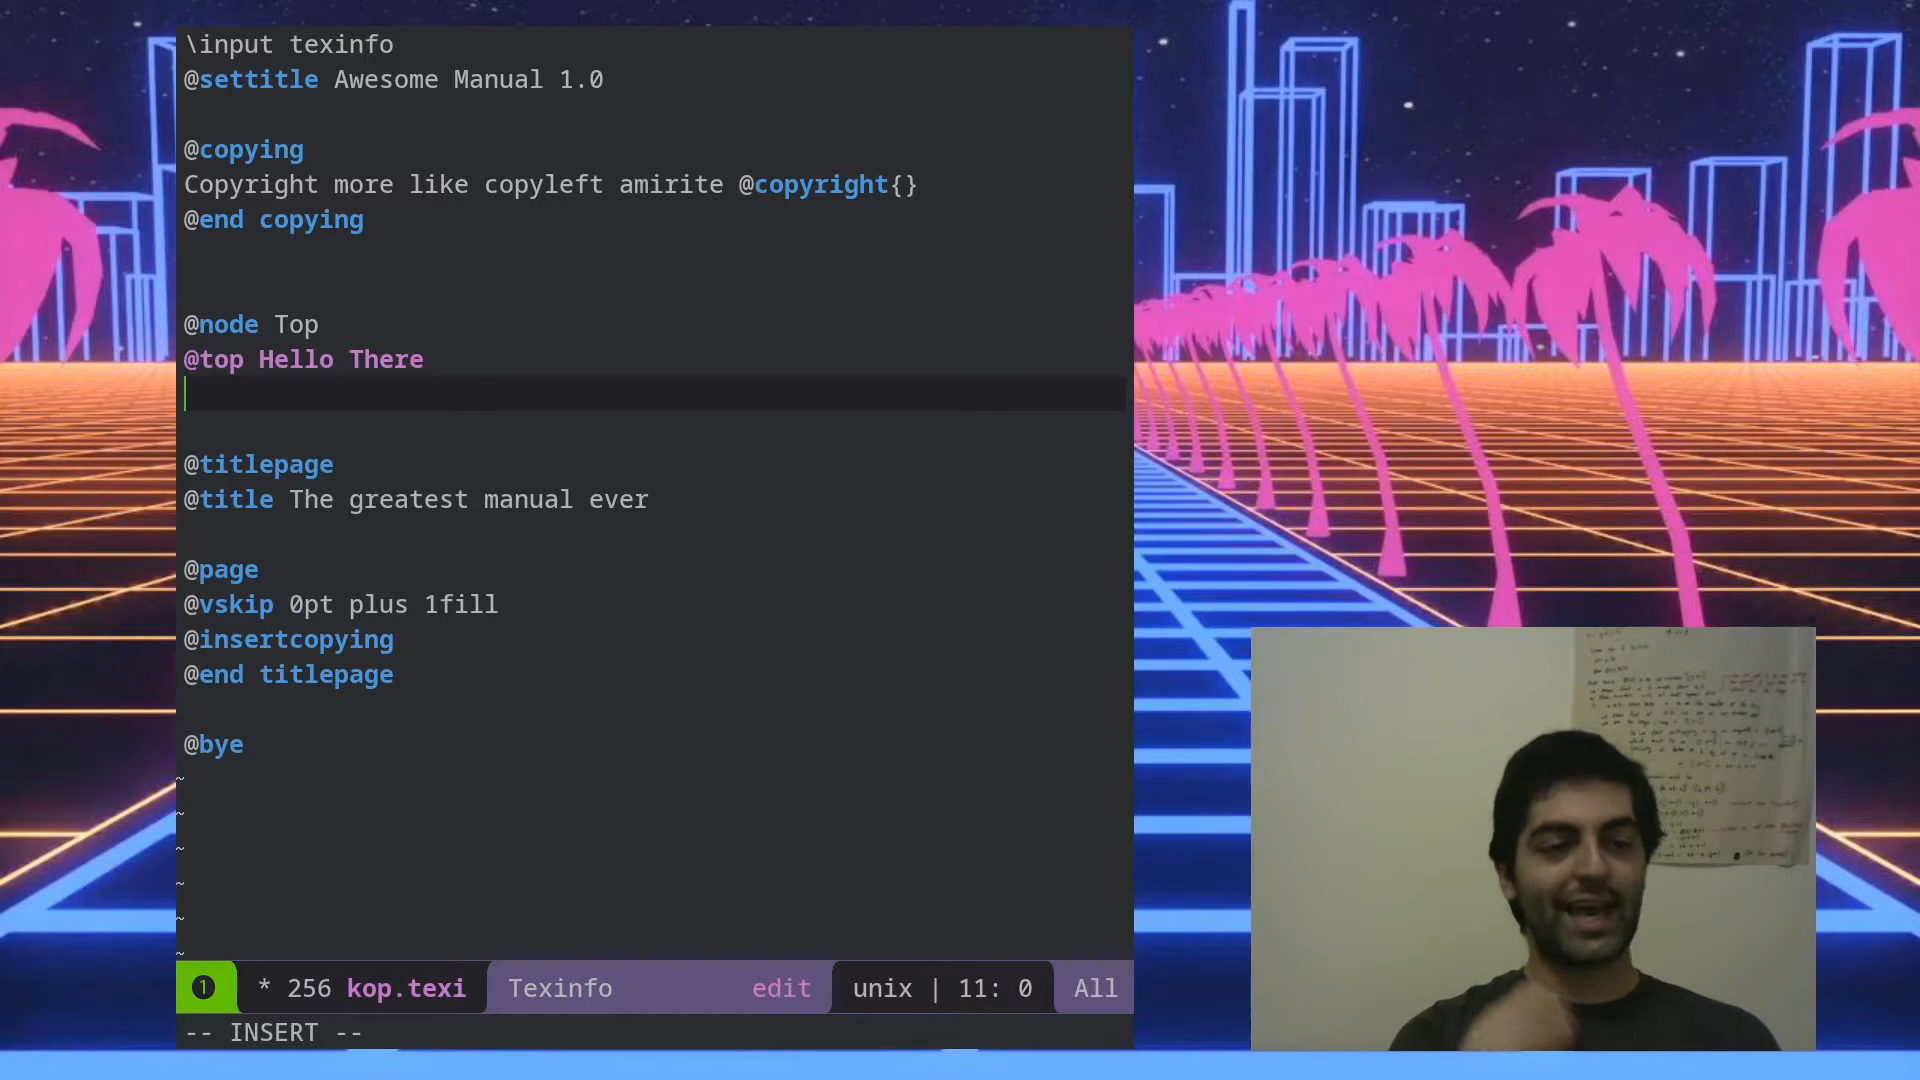 \input texinfo
@settitle Awesome Manual 1.0
@copying
Copyright more like copyleft amirite @copyright{}
@end copying
@node Top
@top Hello There
@titlepage
@title The greatest manual ever
@page
@vskip 0pt plus 1fill
@insertcopying
@end titlepage
@bye
~
~
~
~
~
~
1 * 256 kop.texi Texinfo edit unix | 11: 0 All
-- INSERT --